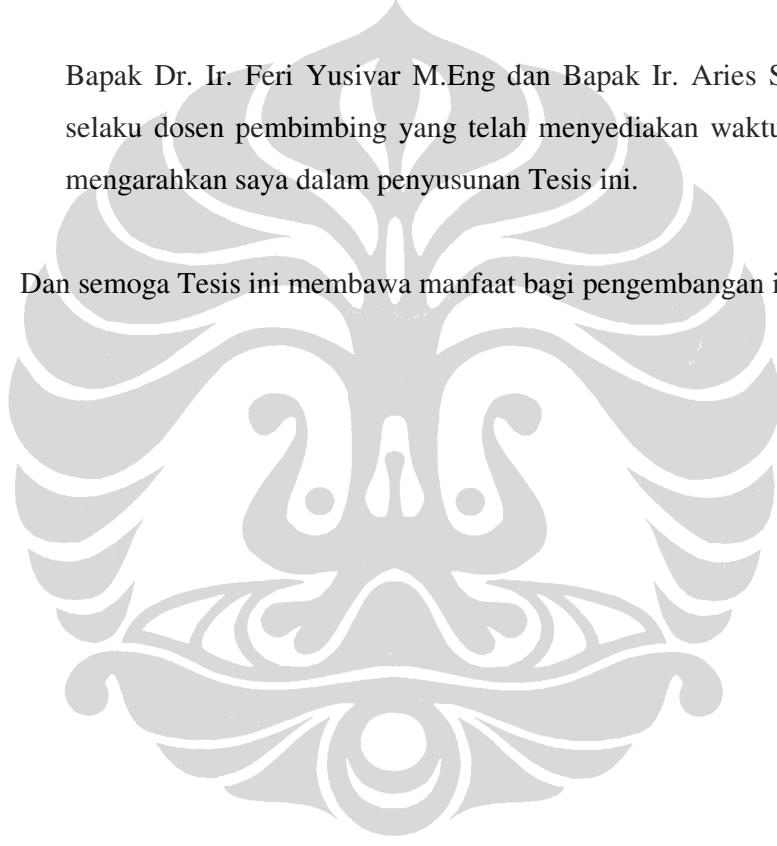 Bapak Dr. Ir. Feri Yusivar M.Eng dan Bapak Ir. Aries
selaku dosen pembimbing yang telah menyediakan waktu
mengarahkan saya dalam penyusunan Tesis ini.
Dan semoga Tesis ini membawa manfaat bagi pengembangan